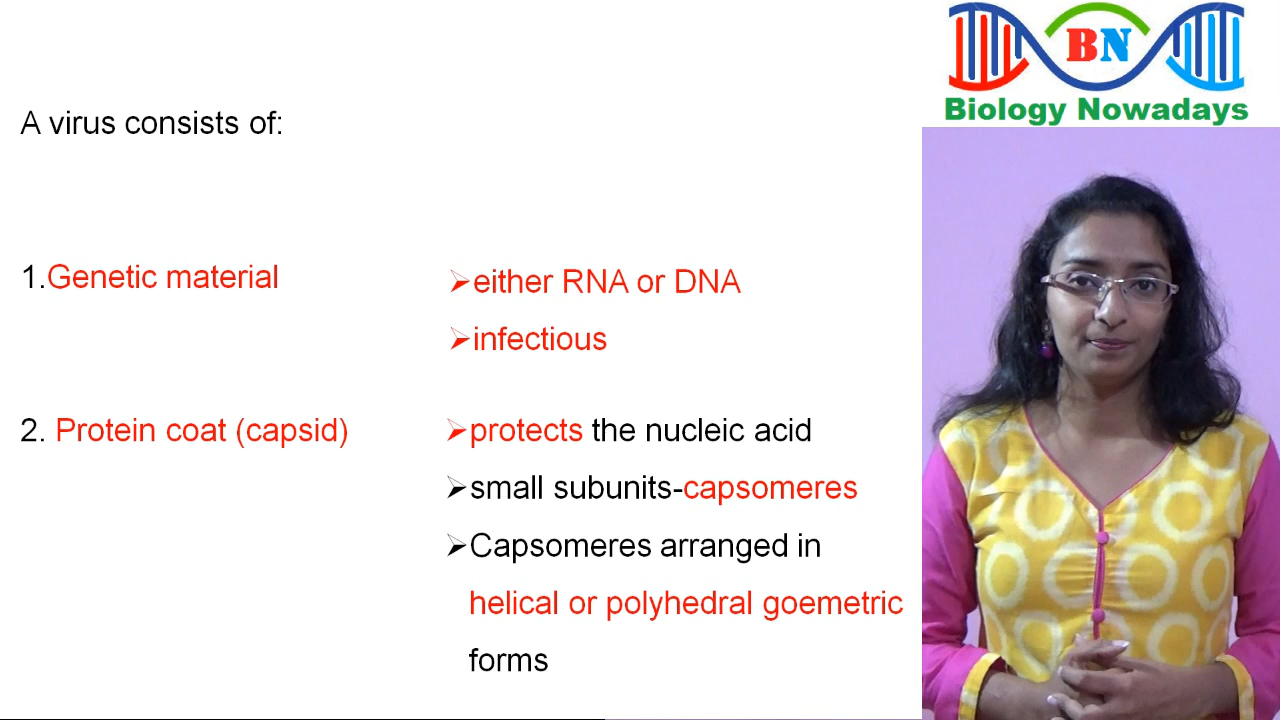 BN
Biology Nowadays
A virus consists of:
1.Genetic material
➢either RNA or DNA
➢infectious
2. Protein coat (capsid)
➢protects the nucleic acid
➢small subunits-capsomeres
➢Capsomeres arranged in
helical or polyhedral goemetric
forms